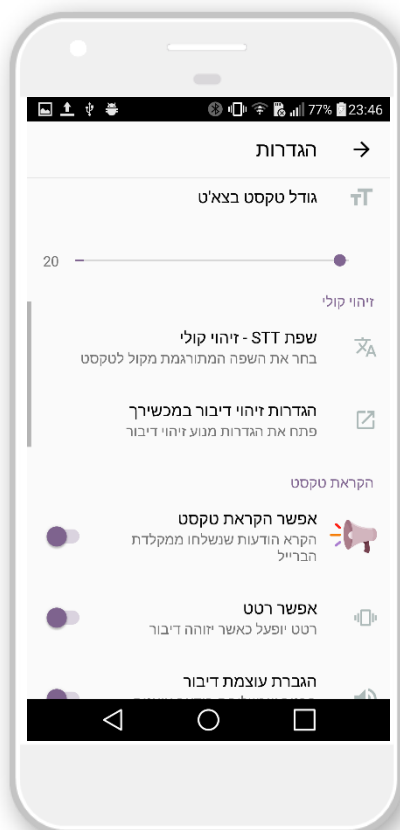 77% 23:46
הגדרות
גודל טקסט בצא'ט
20
זיהוי קולי
שפת STT - זיהוי קולי
בחר את השפה המתורגמת מקול לטקסט
הגדרות זיהוי דיבור במכשירך
פתח את הגדרות מנוע זיהוי דיבור
הקראת טקסט
אפשר הקראת טקסט
הקרא הודעות שנשלחו ממקלדת
הברייל
אפשר רטט
רטט יופעל כאשר יזוהה דיבור
הגברת עוצמת דיבור